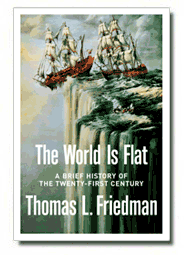 The World Is Flat
A BRIEF HISTORY
OF THE TWENTY-FIRST CENTURY
Thomas L. Friedman